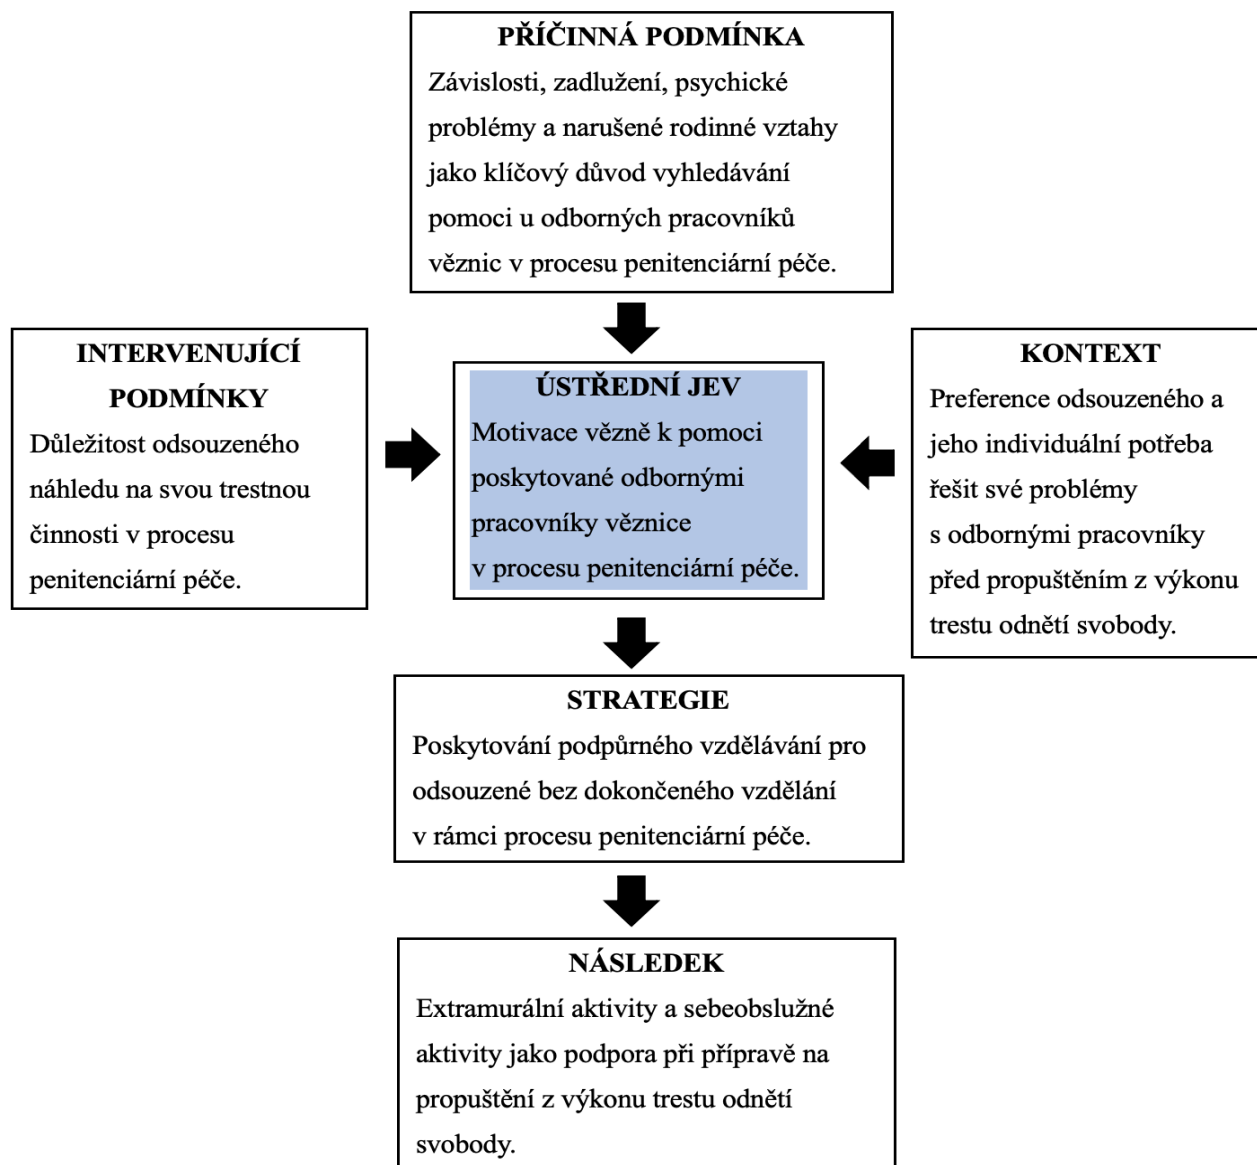 PŘÍČINNÁ PODMÍNKA
Závislosti, zadlužení, psychické
problémy a narušené rodinné vztahy
jako klíčový důvod vyhledávání
pomoci u odborných pracovníků
věznic v procesu penitenciární péče.
INTERVENUJÍCÍ
PODMÍNKY
Důležitost odsouzeného
náhledu na svou trestnou
činnosti v procesu
penitenciární péče.
ÚSTŘEDNÍ JEV
Motivace vězně k pomoci
poskytované odbornými
pracovníky věznice
v procesu penitenciární péče.
KONTEXT
Preference odsouzeného a
jeho individuální potřeba
řešit své problémy
s odbornými pracovníky
před propuštěním z výkonu
trestu odnětí svobody.
STRATEGIE
Poskytování podpůrného vzdělávání pro
odsouzené bez dokončeného vzdělání
v rámci procesu penitenciární péče.
NÁSLEDEK
Extramurální aktivity a sebeobslužné
aktivity jako podpora při přípravě na
propuštění z výkonu trestu odnětí
svobody.